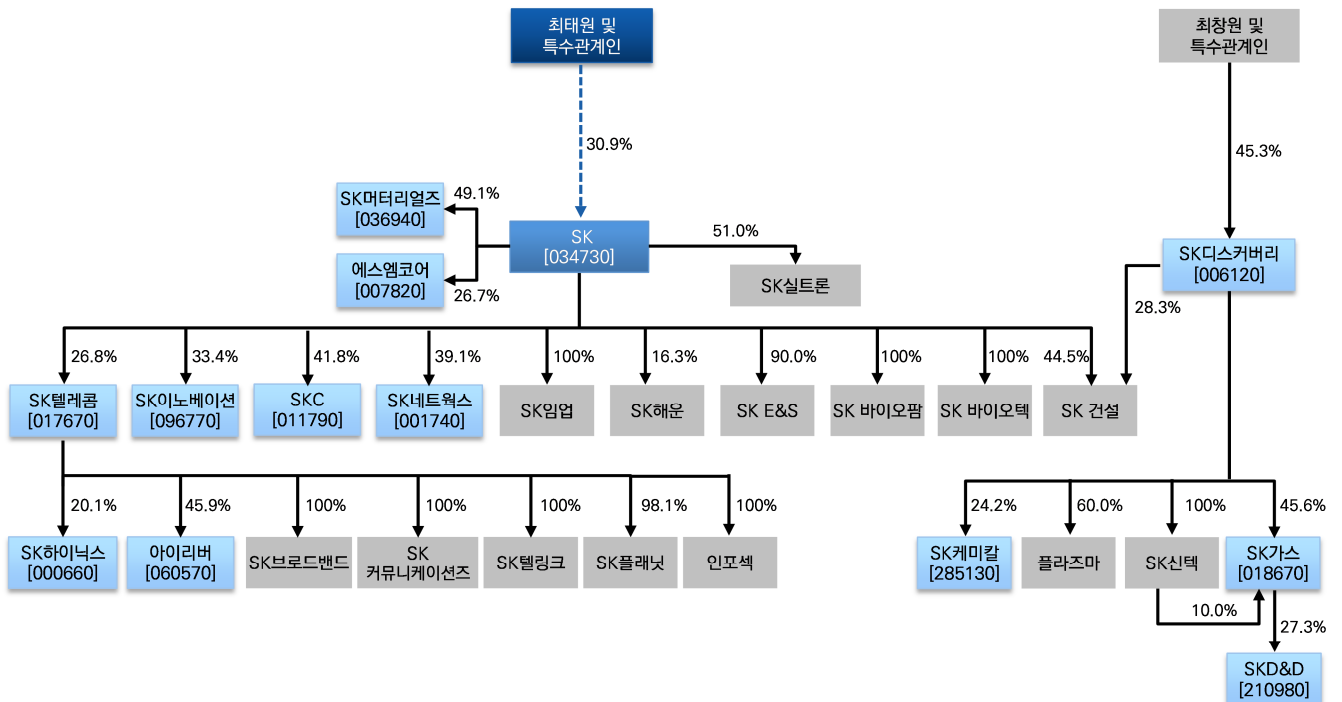 최태원 및
특수관계인
최창원 및
특수관계인
30.9%
45.3%
SK머터리얼즈
[036940]
49.1%
SK
[034730]
51.0%
에스엠코어
[007820]
26.7%
SK실트론
SK디스커버리
[006120]
28.3%
26.8%
33.4%
41.8%
39.1%
100%
16.3%
90.0%
100%
100%
44.5%
SK텔레콤
[017670]
SK이노베이션
[096770]
SKC
[011790]
SK네트웍스
[001740]
SK임업
SK해운
SK E&S
SK 바이오팜
SK 바이오텍
SK 건설
20.1%
45.9%
100%
100%
100%
98.1%
100%
24.2%
60.0%
100%
45.6%
SK하이닉스
[000660]
아이리버
[060570]
SK브로드밴드
SK
커뮤니케이션즈
SK텔링크
SK플래닛
인포섹
SK케미칼
[285130]
플라즈마
SK신텍
SK가스
[018670]
10.0%
27.3%
SKD&D
[210980]